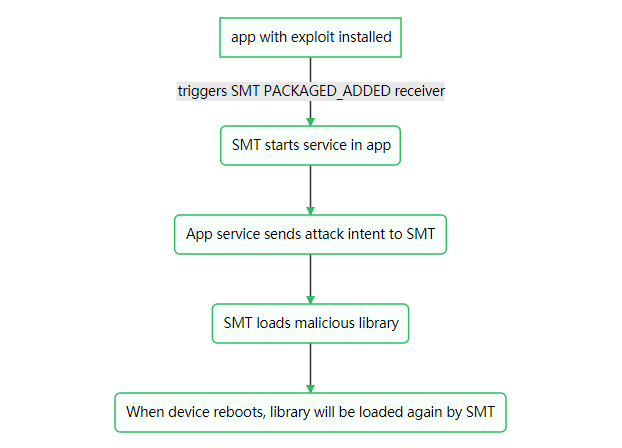 app with exploit installed
triggers SMT PACKAGED_ADDED receiver
SMT starts service in app
App service sends attack intent to SMT
SMT loads malicious library
When device reboots, library will be loaded again by SMT